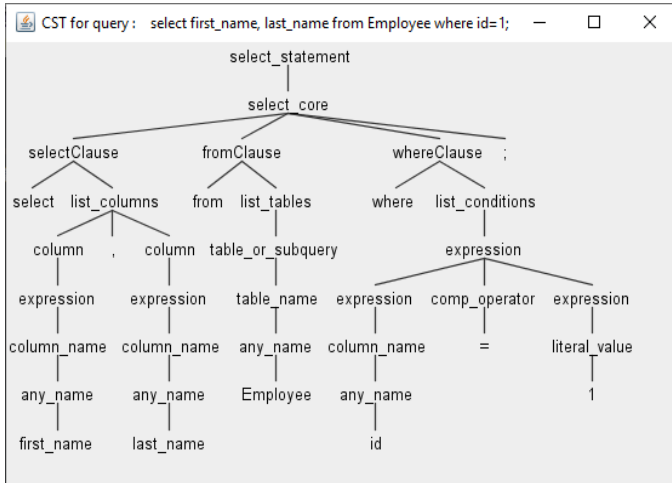 CST for query : select first_name, last_name from Employee where id=1;
select_statement
select_core
selectClause fromClause whereClause ;
select list_columns from list_tables where list_conditions
column , column table_or_subquery expression
expression expression table_name expression comp_operator expression
column_name column_name any_name column_name = literal_value
any_name any_name Employee any_name 1
first_name last_name id